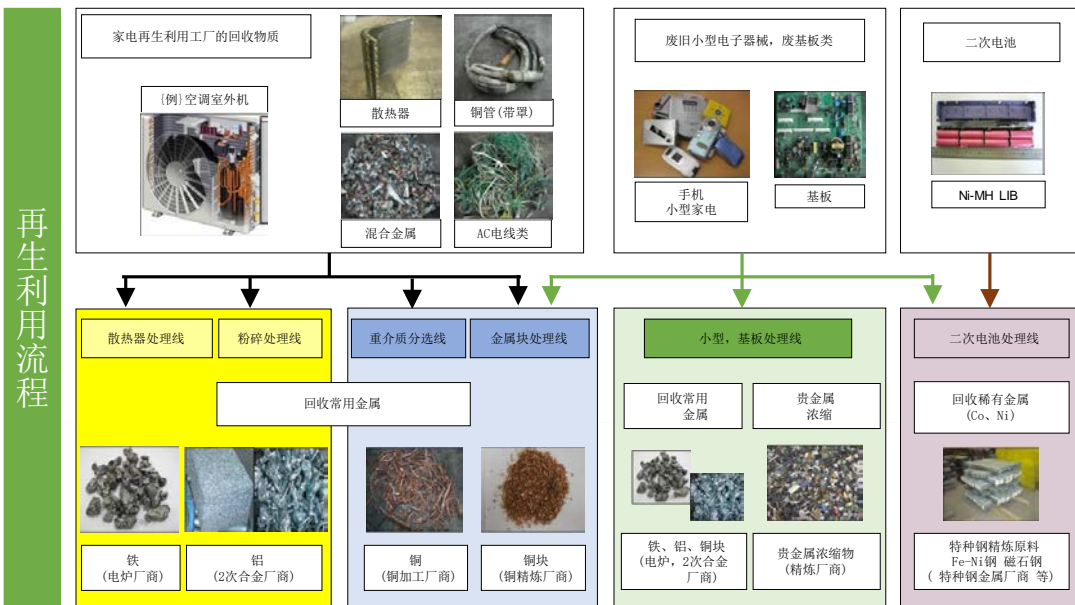 再生利用流程
家电再生利用工厂的回收物质
{例}空调室外机
散热器
铜管(带罩)
混合金属
AC电线类
废旧小型电子器械，废基板类
手机
小型家电
基板
二次电池
Ni-MH LIB
散热器处理线
粉碎处理线
重介质分选线
金属块处理线
小型，基板处理线
二次电池处理线
回收常用金属
回收常用
金属
贵金属
浓缩
回收稀有金属
(Co、Ni)
铁
(电炉厂商)
铝
(2次合金厂商)
铜
(铜加工厂商)
铜块
(铜精炼厂商)
铁、铝、铜块
(电炉，2次合金
厂商)
贵金属浓缩物
(精炼厂商)
特种钢精炼原料
Fe-Ni钢 磁石钢
( 特种钢金属厂商 等)